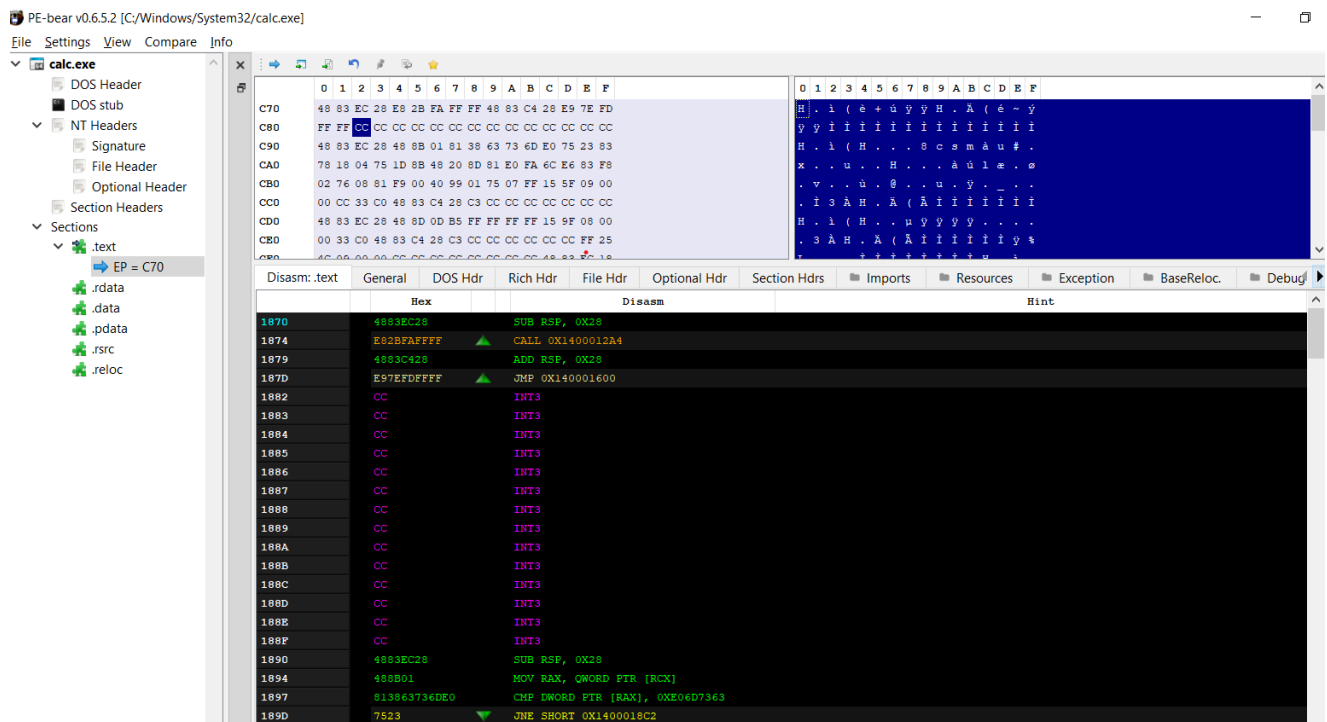 PE-bear v0.6.5.2 [C:/Windows/System32/calc.exe]
File Settings View Compare Info
calc.exe
DOS Header
DOS stub
NT Headers
Signature
File Header
Optional Header
Section Headers
Sections
.text
EP = C70
.rdata
.data
.pdata
.rsrc
.reloc
0 1 2 3 4 5 6 7 8 9 A B C D E F
C70 48 83 EC 28 E8 2B FA FF FF 48 83 C4 28 E9 7E FD
C80 FF FF CC CC CC CC CC CC CC CC CC CC CC CC CC CC
C90 48 83 EC 28 48 8B 01 81 38 63 73 6D E0 75 23 83
CA0 78 18 04 75 1D 8B 48 20 8D 81 E0 FA 6C E6 83 F8
CB0 02 76 08 81 F9 00 40 99 01 75 07 FF 15 5F 09 00
CC0 00 CC 33 C0 48 83 C4 28 C3 CC CC CC CC CC CC CC
CD0 48 83 EC 28 48 8D 0D B5 FF FF FF FF 15 9F 08 00
CE0 00 33 C0 48 83 C4 28 C3 CC CC CC CC CC CC FF 25
0 1 2 3 4 5 6 7 8 9 A B C D E F
H . ì ( è + ú ÿ ÿ H . Ä ( é ~ ý
ÿ ÿ Ì Ì Ì Ì Ì Ì Ì Ì Ì Ì Ì Ì Ì Ì
H . ì ( H . . . 8 c s m à u # .
x . . u . . H . . . à ú l æ . ø
. v . . ù . @ . . u . ÿ . _ . .
. Ì 3 À H . Ä ( Ã Ì Ì Ì Ì Ì Ì Ì
H . ì ( H . . µ ÿ ÿ ÿ ÿ . . . .
. 3 À H . Ä ( Ã Ì Ì Ì Ì Ì Ì ÿ %
Disasm: .text General DOS Hdr Rich Hdr File Hdr Optional Hdr Section Hdrs Imports Resources Exception BaseReloc. Debug
Hex Disasm Hint
1870 4883EC28 SUB RSP, 0X28
1874 E82BFAFFFF CALL 0X1400012A4
1879 4883C428 ADD RSP, 0X28
187D E97EFDFFFF JMP 0X140001600
1882 CC INT3
1883 CC INT3
1884 CC INT3
1885 CC INT3
1886 CC INT3
1887 CC INT3
1888 CC INT3
1889 CC INT3
188A CC INT3
188B CC INT3
188C CC INT3
188D CC INT3
188E CC INT3
188F CC INT3
1890 4883EC28 SUB RSP, 0X28
1894 488B01 MOV RAX, QWORD PTR [RCX]
1897 813863736DE0 CMP DWORD PTR [RAX], 0XE06D7363
189D 7523 JNE SHORT 0X1400018C2